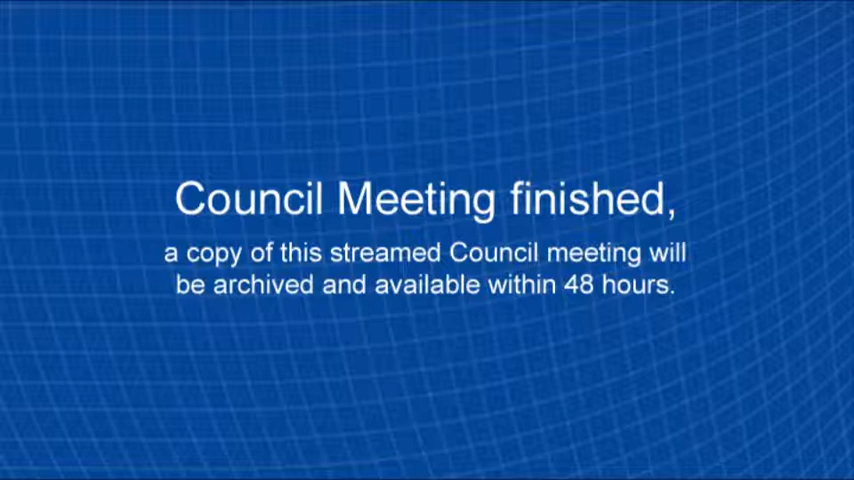 Council Meeting finished,
a copy of this streamed Council meeting will
be archived and available within 48 hours.